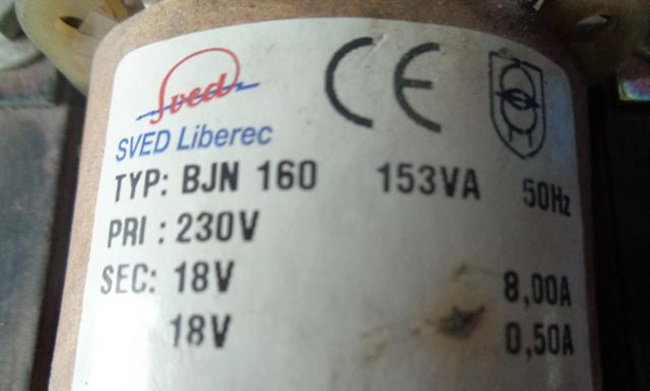 Sved
CE
SVED Liberec
TYP: BJN 160 153VA 50Hz
PRI : 230V
SEC: 18V 8,00A
18V 0,50A